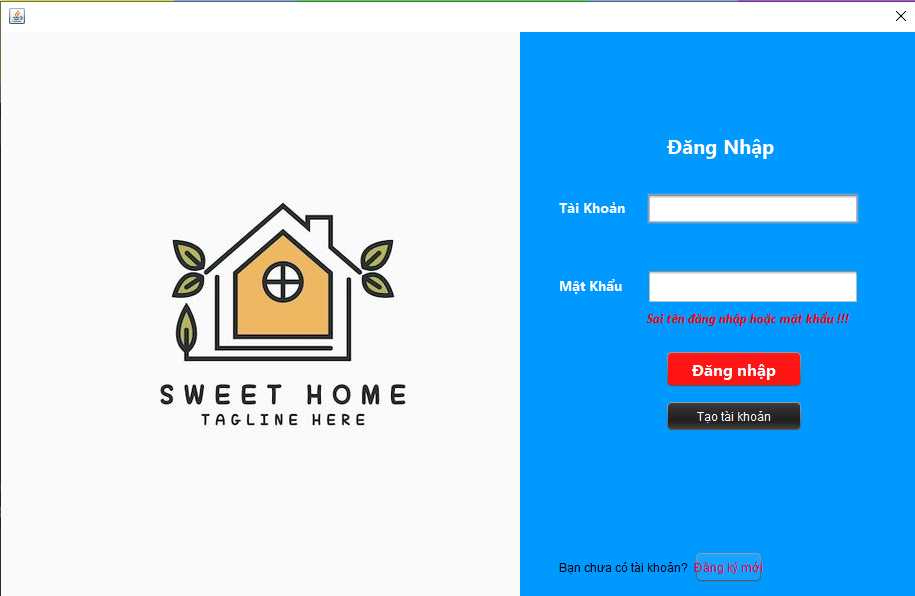 Đăng Nhập
Tài Khoản
Mật Khẩu
Sai tên đăng nhập hoặc mật khẩu !!!
Đăng nhập
Tạo tài khoản
SWEET HOME
TAGLINE HERE
Bạn chưa có tài khoản? Đăng ký mới